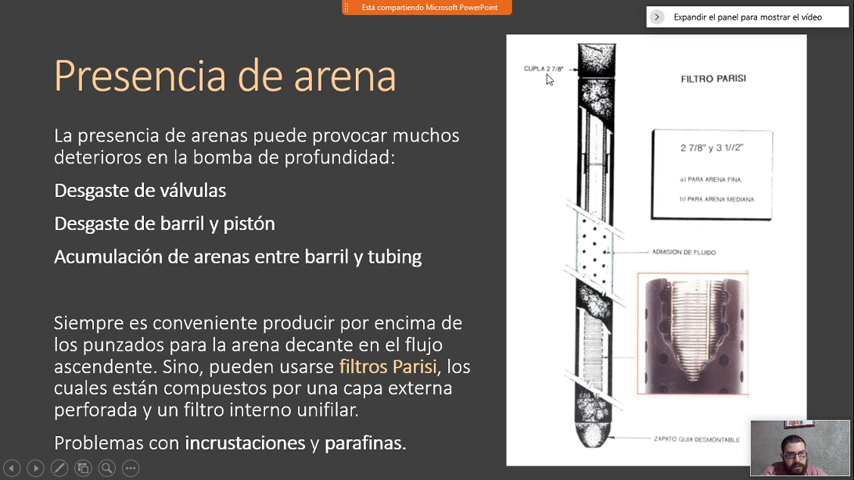 Está compartiendo Microsoft PowerPoint
Expandir el panel para mostrar el vídeo
Presencia de arena
La presencia de arenas puede provocar muchos
deterioros en la bomba de profundidad:
Desgaste de válvulas
Desgaste de barril y pistón
Acumulación de arenas entre barril y tubing
Siempre es conveniente producir por encima de
los punzados para la arena decante en el flujo
ascendente. Sino, pueden usarse filtros Parisi, los
cuales están compuestos por una capa externa
perforada y un filtro interno unifilar.
Problemas con incrustaciones y parafinas.
CUPLA 2 7/8"
FILTRO PARISI
2 7/8" y 3 1//2"
a) PARA ARENA FINA
b) PARA ARENA MEDIANA
ADMISION DE FLUIDO
ZAPATO GUIA DESMONTABLE